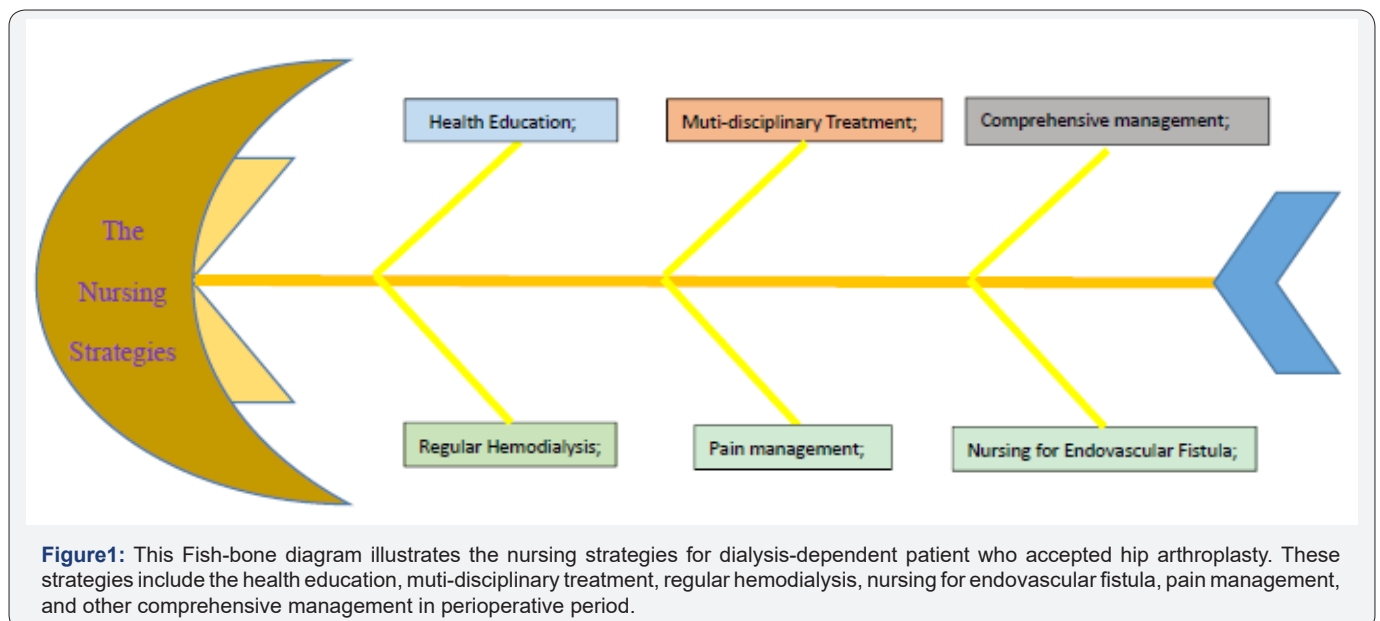 Health Education;
Muti-disciplinary Treatment;
Comprehensive management;
The
Nursing
Strategies
Regular Hemodialysis;
Pain management;
Nursing for Endovascular Fistula;
Figure1: This Fish-bone diagram illustrates the nursing strategies for dialysis-dependent patient who accepted hip arthroplasty. These
strategies include the health education, muti-disciplinary treatment, regular hemodialysis, nursing for endovascular fistula, pain management,
and other comprehensive management in perioperative period.